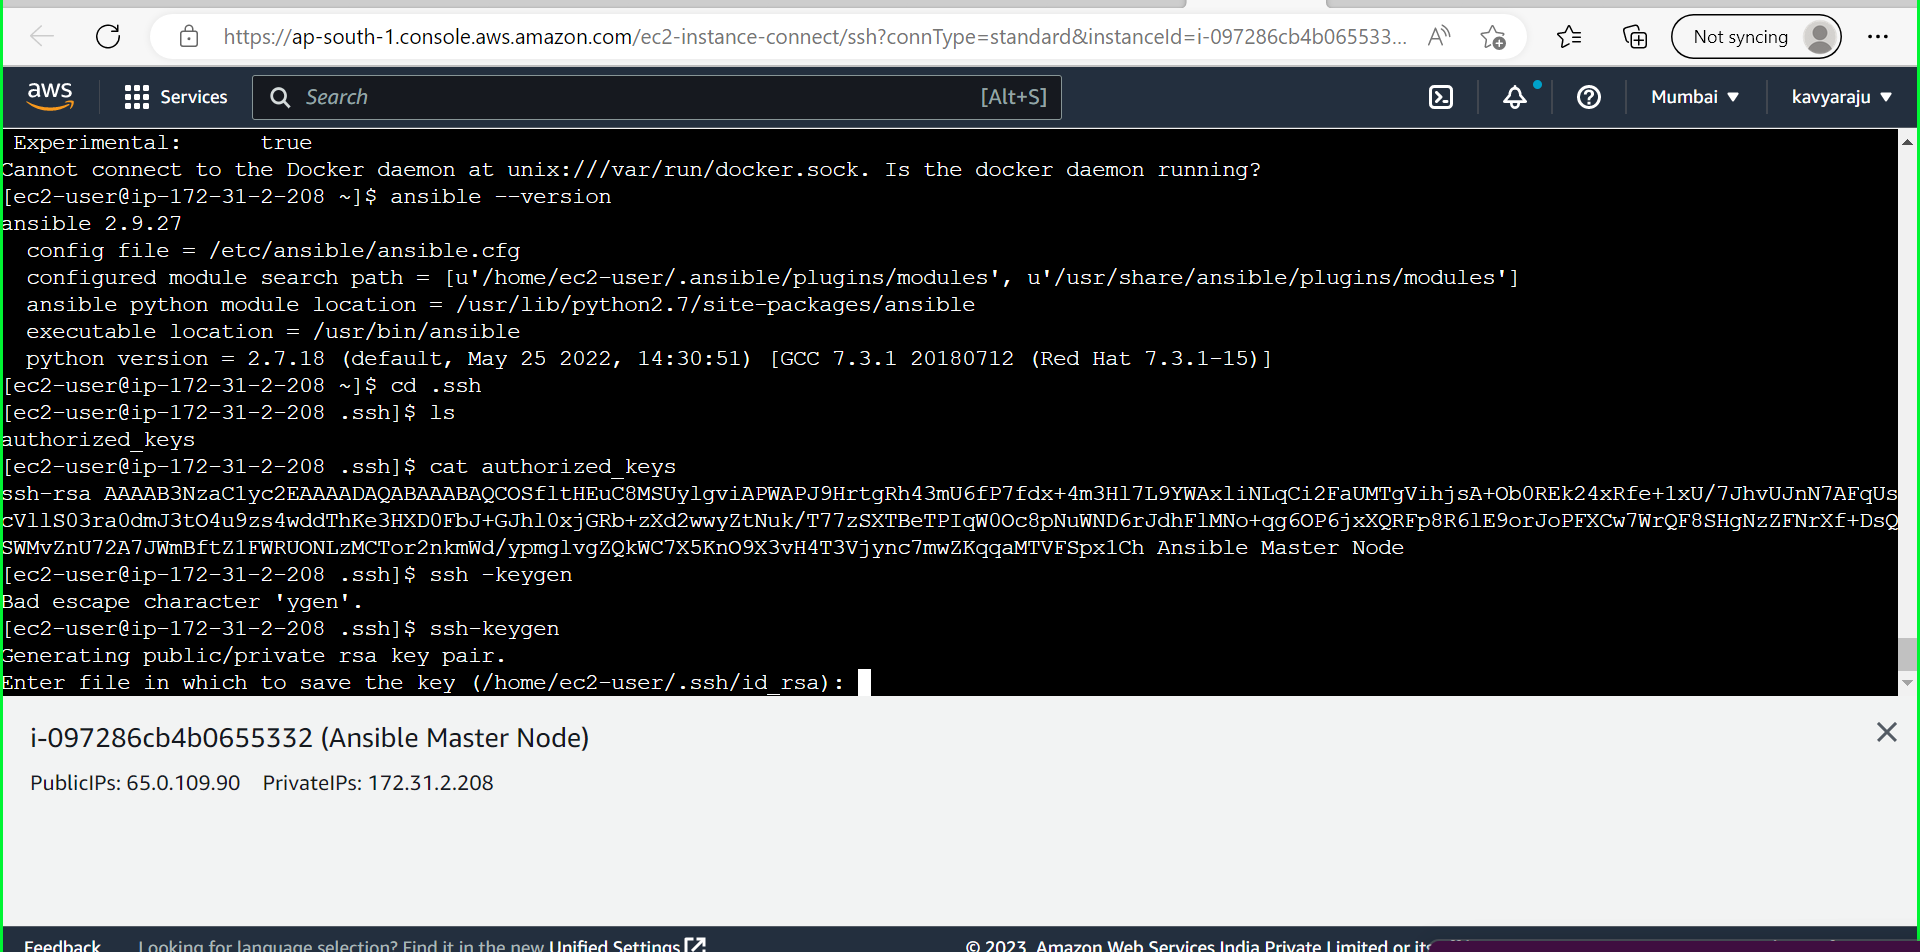 https://ap-south-1.console.aws.amazon.com/ec2-instance-connect/ssh?connType=standard&instanceId=i-097286cb4b065533...
Not syncing
aws
Services
Search
[Alt+S]
Mumbai
kavyaraju
Experimental: true
Cannot connect to the Docker daemon at unix:///var/run/docker.sock. Is the docker daemon running?
[ec2-user@ip-172-31-2-208 ~]$ ansible --version
ansible 2.9.27
config file = /etc/ansible/ansible.cfg
configured module search path = [u'/home/ec2-user/.ansible/plugins/modules', u'/usr/share/ansible/plugins/modules']
ansible python module location = /usr/lib/python2.7/site-packages/ansible
executable location = /usr/bin/ansible
python version = 2.7.18 (default, May 25 2022, 14:30:51) [GCC 7.3.1 20180712 (Red Hat 7.3.1-15)]
[ec2-user@ip-172-31-2-208 ~]$ cd .ssh
[ec2-user@ip-172-31-2-208 .ssh]$ ls
authorized_keys
[ec2-user@ip-172-31-2-208 .ssh]$ cat authorized_keys
ssh-rsa AAAAB3NzaC1yc2EAAAADAQABAAABAQCOSfltHEuC8MSUylgviAPWAPJ9HrtgRh43mU6fP7fdx+4m3Hl7L9YWAxliNLqCi2FaUMTgVihjsA+Ob0REk24xRfe+1xU/7JhvUJnN7AFqUs
cVllS03ra0dmJ3tO4u9zs4wddThKe3HXD0FbJ+GJhl0xjGRb+zXd2wwyZtNuk/T77zSXTBeTPIqW0Oc8pNuWND6rJdhFlMNo+qg6OP6jxXQRFp8R6lE9orJoPFXCw7WrQF8SHgNzZFNrXf+DsQ
SWMvZnU72A7JWmBftZ1FWRUONLzMCTor2nkmWd/ypmglvgZQkWC7X5KnO9X3vH4T3Vjync7mwZKqqaMTVFSpx1Ch Ansible Master Node
[ec2-user@ip-172-31-2-208 .ssh]$ ssh -keygen
Bad escape character 'ygen'.
[ec2-user@ip-172-31-2-208 .ssh]$ ssh-keygen
Generating public/private rsa key pair.
Enter file in which to save the key (/home/ec2-user/.ssh/id_rsa):
i-097286cb4b0655332 (Ansible Master Node)
PublicIPs: 65.0.109.90 PrivateIPs: 172.31.2.208
Feedback Looking for language selection? Find it in the new Unified Settings © 2023, Amazon Web Services India Private Limited or its